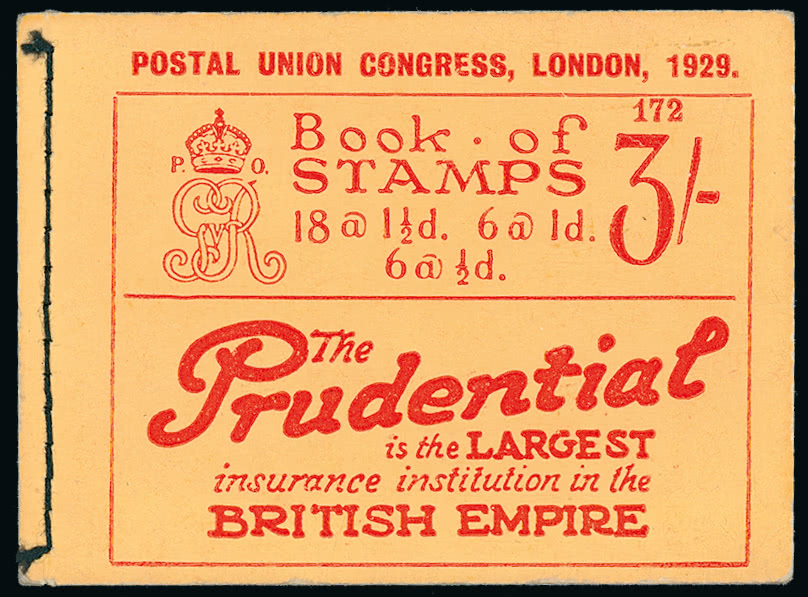 POSTAL UNION CONGRESS, LONDON, 1929.
172
P. O.
GvR
Book · of
STAMPS
3/-
18 @ 1½d. 6 @ 1d.
6 @ ½d.
The
Prudential
is the LARGEST
insurance institution in the
BRITISH EMPIRE